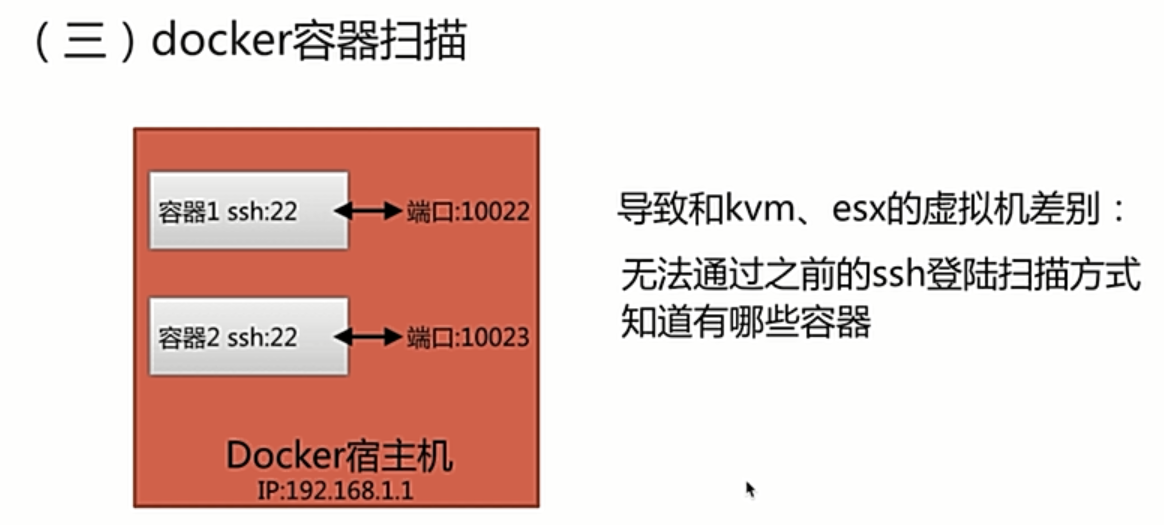 （三）docker容器扫描
容器1 ssh:22
端口:10022
容器2 ssh:22
端口:10023
Docker宿主机
IP:192.168.1.1
导致和kvm、esx的虚拟机差别：
无法通过之前的ssh登陆扫描方式
知道有哪些容器